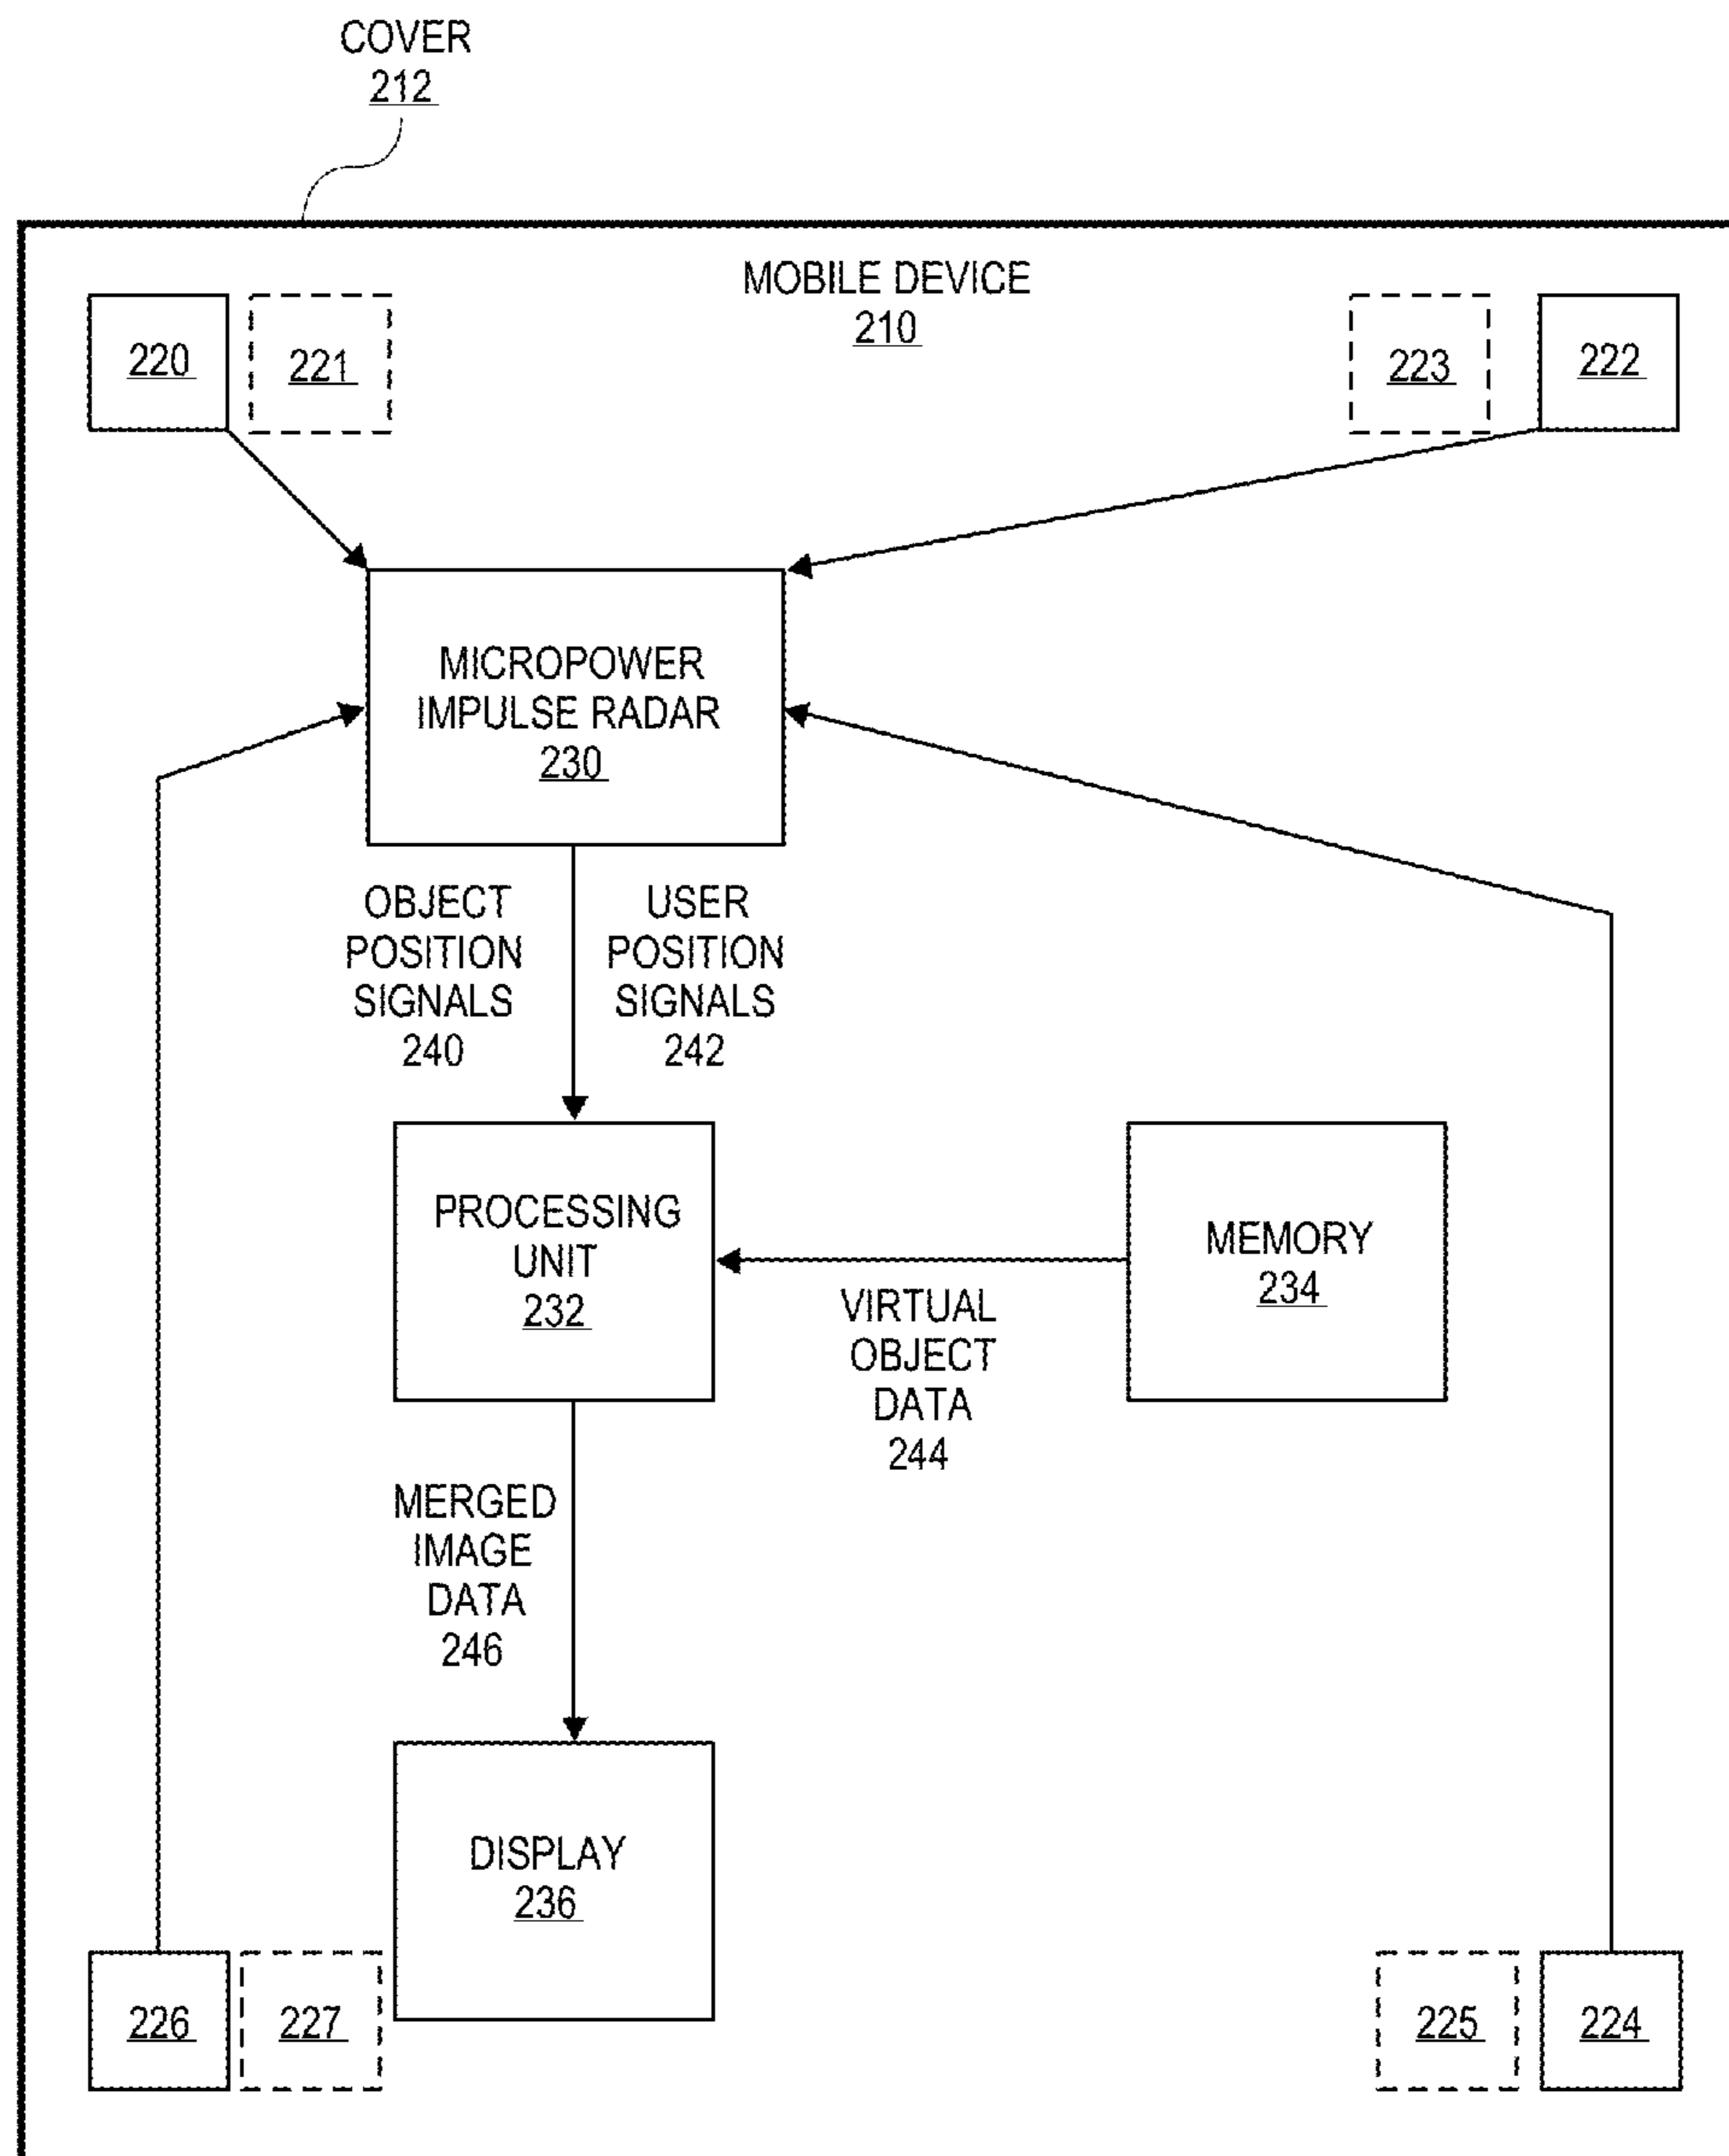 COVER
212
MOBILE DEVICE
210
220
221
223
222
MICROPOWER
IMPULSE RADAR
230
OBJECT
POSITION
SIGNALS
240
USER
POSITION
SIGNALS
242
PROCESSING
UNIT
232
MEMORY
234
VIRTUAL
OBJECT
DATA
244
MERGED
IMAGE
DATA
246
DISPLAY
236
226
227
225
224